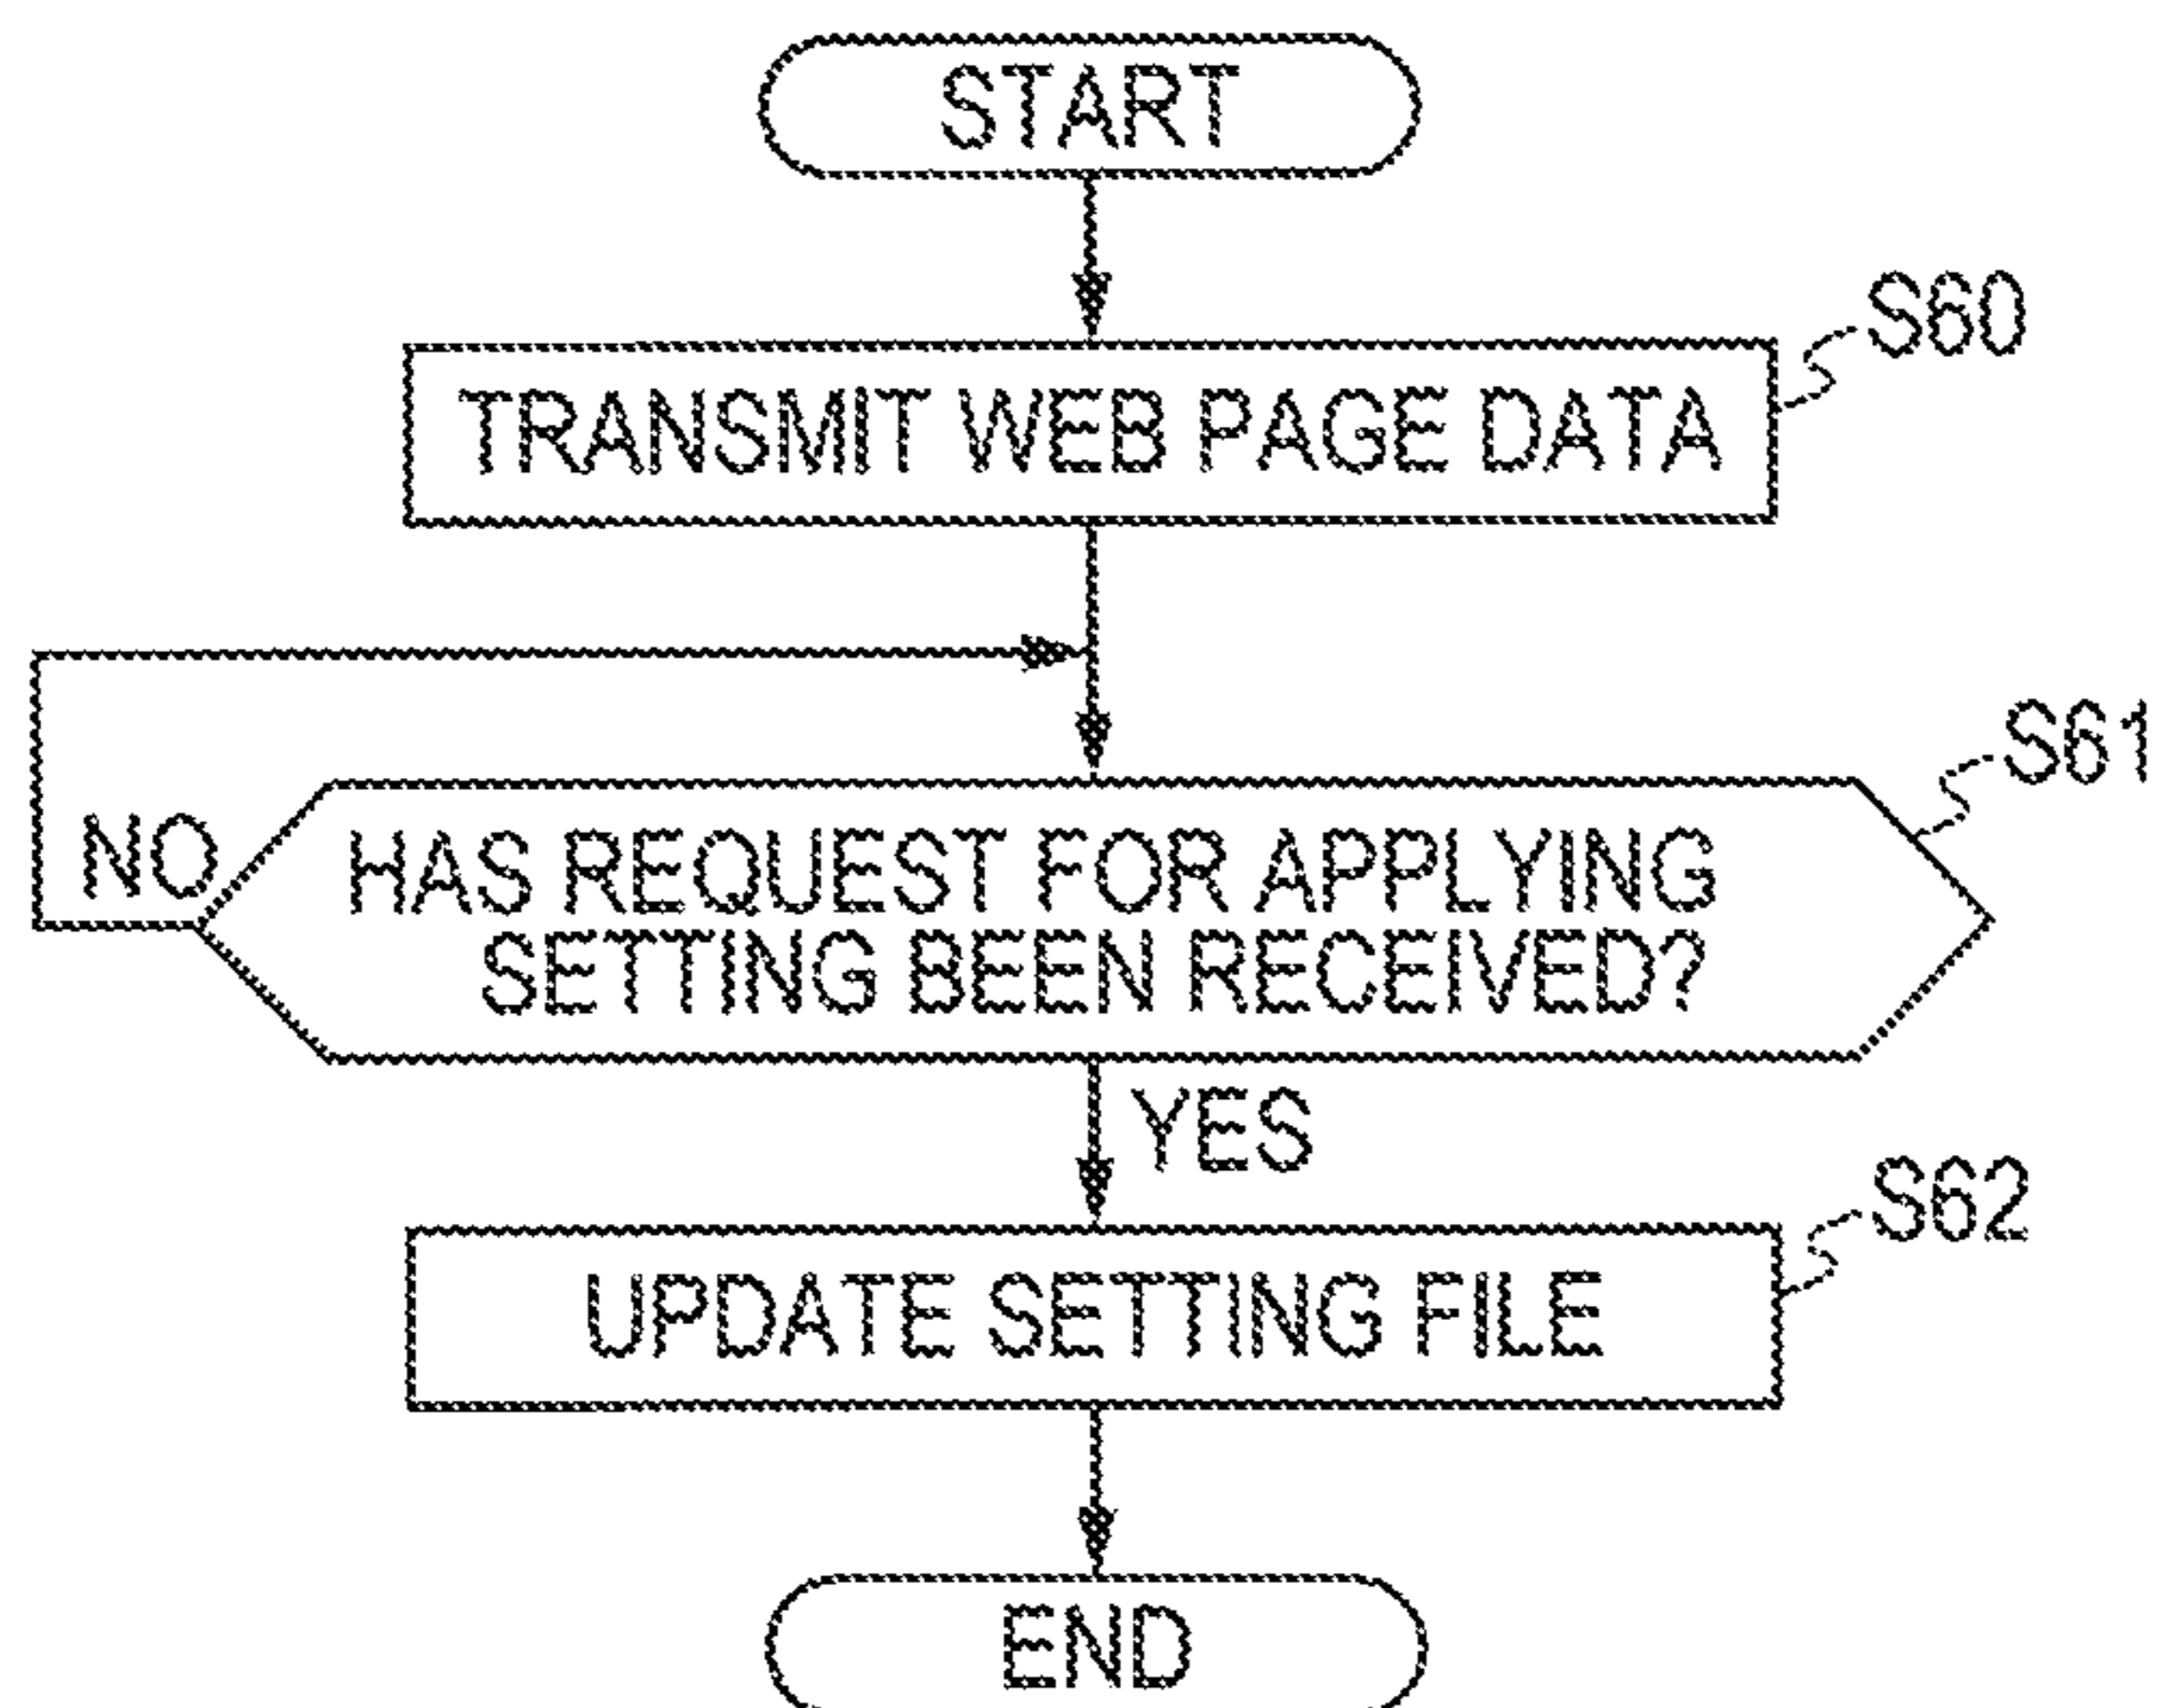 START
S60
TRANSMIT WEB PAGE DATA
S61
NO
HAS REQUEST FOR APPLYING
SETTING BEEN RECEIVED?
YES
S62
UPDATE SETTING FILE
END